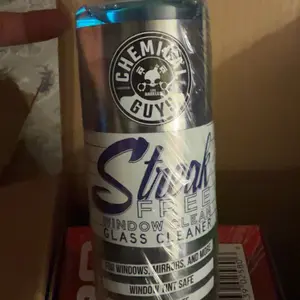 CHEMICAL
GUYS
Streak
FREE
WINDOW CLEAN
GLASS CLEANER
FOR WINDOWS, MIRRORS, AND MORE
WINDOW TINT SAFE